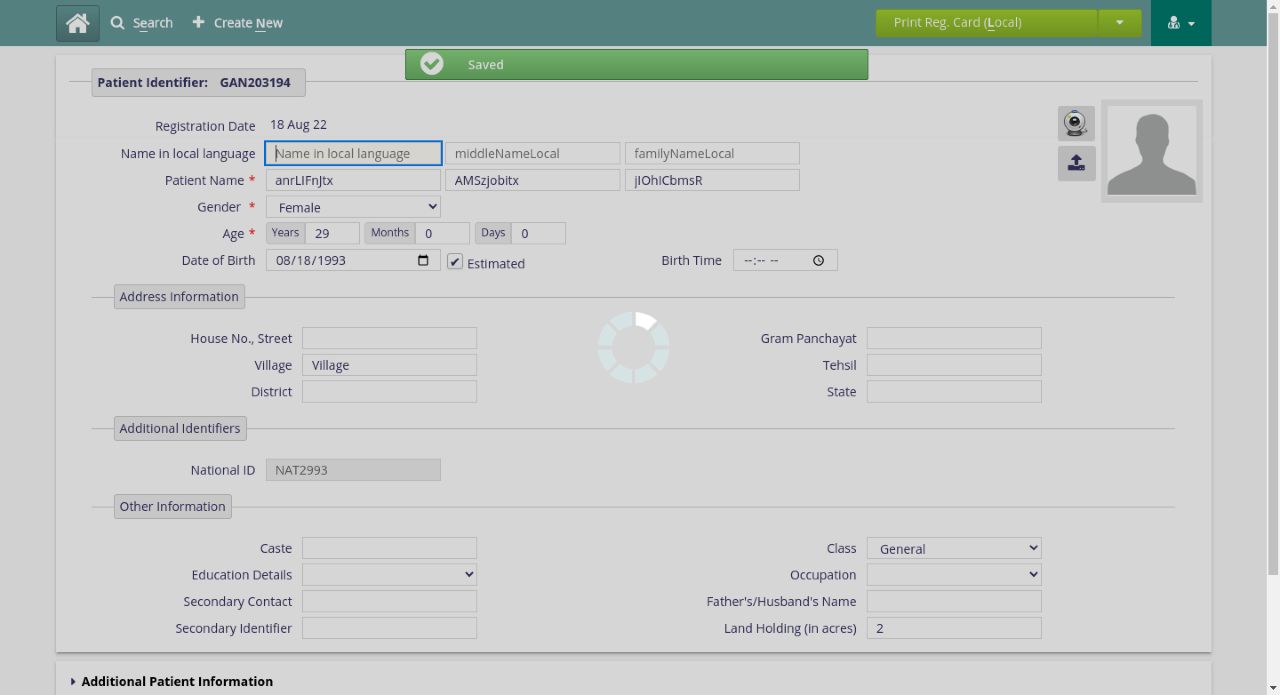 Search
Create New
Print Reg. Card (Local)
Saved
Patient Identifier: GAN203194
Registration Date 18 Aug 22
Name in local language Name in local language middleNameLocal familyNameLocal
Patient Name * anrLIFnJtx AMSzjobitx jIOhICbmsR
Gender * Female
Age * Years 29 Months 0 Days 0
Date of Birth 08/18/1993 Estimated Birth Time --:-- --
Address Information
House No., Street Gram Panchayat
Village Village Tehsil
District State
Additional Identifiers
National ID NAT2993
Other Information
Caste Class General
Education Details Occupation
Secondary Contact Father's/Husband's Name
Secondary Identifier Land Holding (in acres) 2
Additional Patient Information